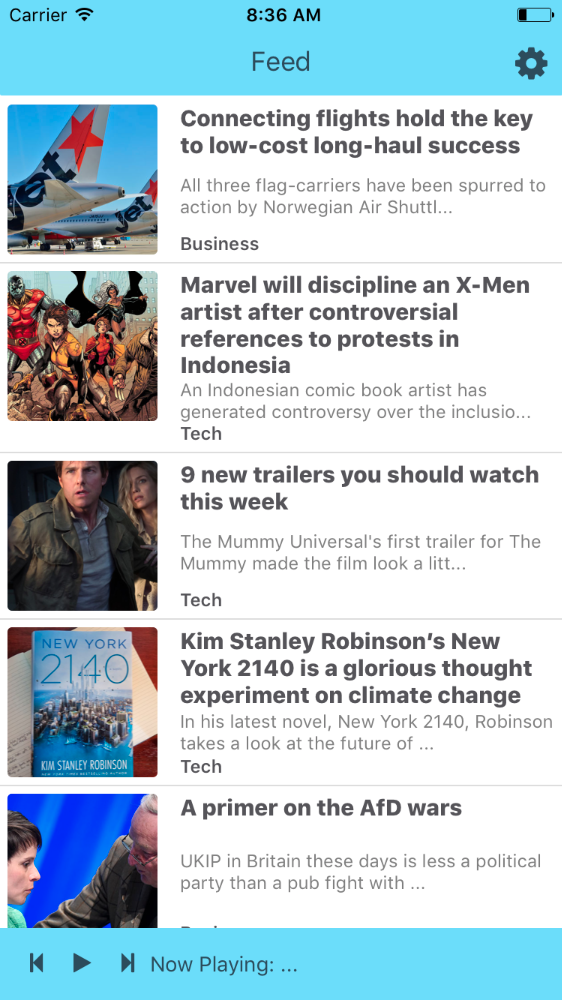 Carrier 8:36 AM
Feed
Connecting flights hold the key
to low-cost long-haul success
All three flag-carriers have been spurred to
action by Norwegian Air Shuttl...
Business
Marvel will discipline an X-Men
artist after controversial
references to protests in
Indonesia
An Indonesian comic book artist has
generated controversy over the inclusio...
Tech
9 new trailers you should watch
this week
The Mummy Universal's first trailer for The
Mummy made the film look a litt...
Tech
NEW YORK
2140
KIM STANLEY ROBINSON
Kim Stanley Robinson’s New
York 2140 is a glorious thought
experiment on climate change
In his latest novel, New York 2140, Robinson
takes a look at the future of ...
Tech
A primer on the AfD wars
UKIP in Britain these days is less a political
party than a pub fight with ...
Now Playing: ...